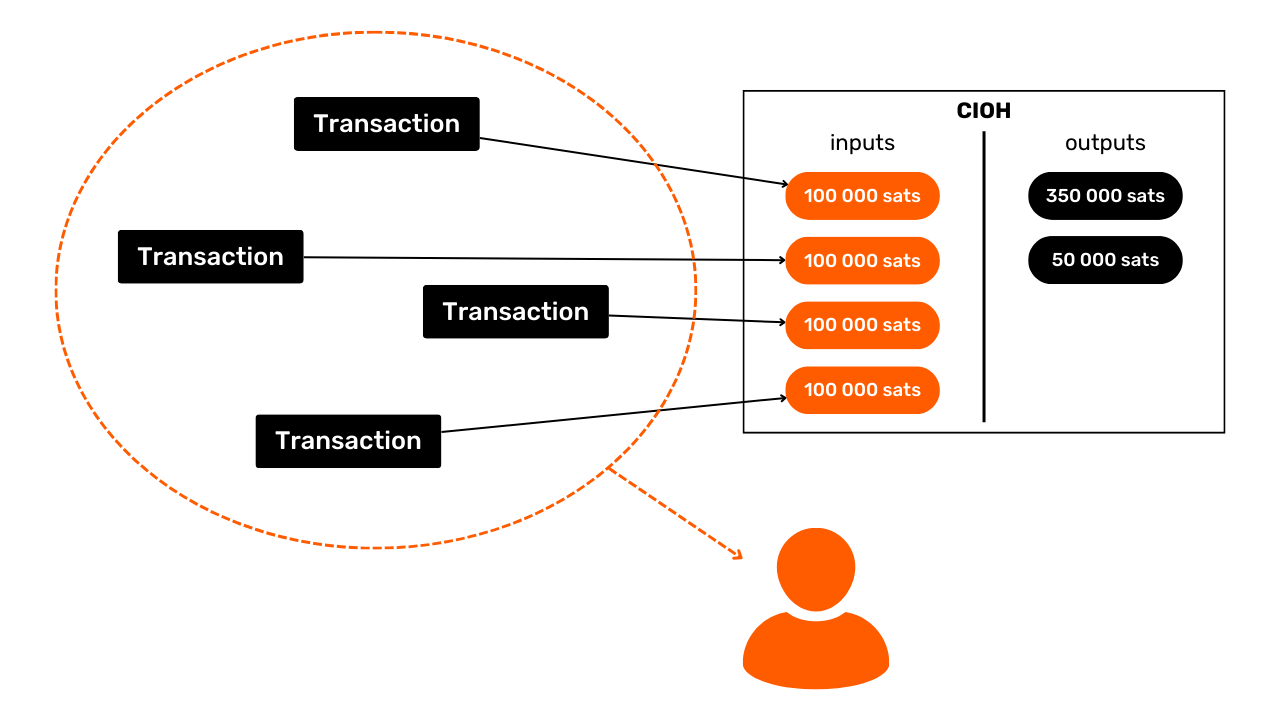 Transaction
Transaction
Transaction
Transaction
CIOH
inputs
outputs
100 000 sats
350 000 sats
100 000 sats
50 000 sats
100 000 sats
100 000 sats